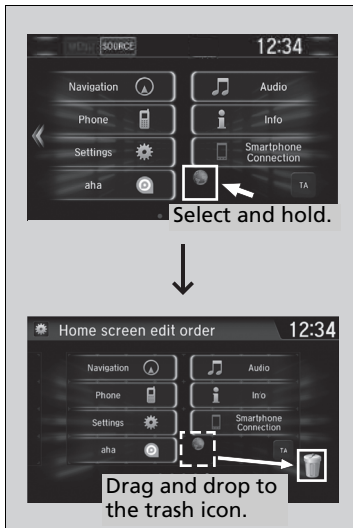 SOURCE
12:34
Navigation
Audio
Phone
Info
Settings
Smartphone
Connection
aha
TA
Select and hold.
Home screen edit order
12:34
Navigation
Audio
Phone
Info
Settings
Smartphone
Connection
aha
TA
Drag and drop to
the trash icon.